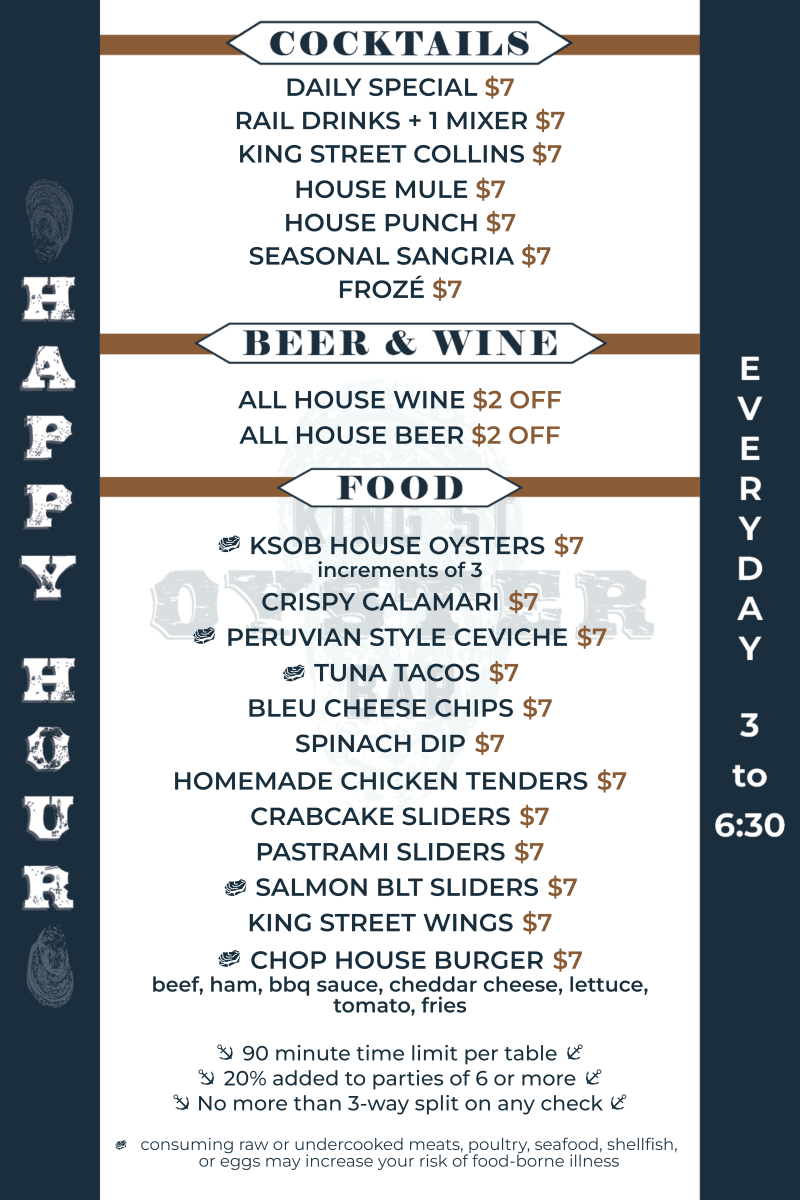 HAPPY HOUR
COCKTAILS
DAILY SPECIAL $7
RAIL DRINKS + 1 MIXER $7
KING STREET COLLINS $7
HOUSE MULE $7
HOUSE PUNCH $7
SEASONAL SANGRIA $7
FROZÉ $7
BEER & WINE
ALL HOUSE WINE $2 OFF
ALL HOUSE BEER $2 OFF
FOOD
KING ST
OYSTER
BAR
KSOB HOUSE OYSTERS $7
increments of 3
CRISPY CALAMARI $7
PERUVIAN STYLE CEVICHE $7
TUNA TACOS $7
BLEU CHEESE CHIPS $7
SPINACH DIP $7
HOMEMADE CHICKEN TENDERS $7
CRABCAKE SLIDERS $7
PASTRAMI SLIDERS $7
SALMON BLT SLIDERS $7
KING STREET WINGS $7
CHOP HOUSE BURGER $7
beef, ham, bbq sauce, cheddar cheese, lettuce,
tomato, fries
90 minute time limit per table
20% added to parties of 6 or more
No more than 3-way split on any check
consuming raw or undercooked meats, poultry, seafood, shellfish,
or eggs may increase your risk of food-borne illness
EVERYDAY
3
to
6:30